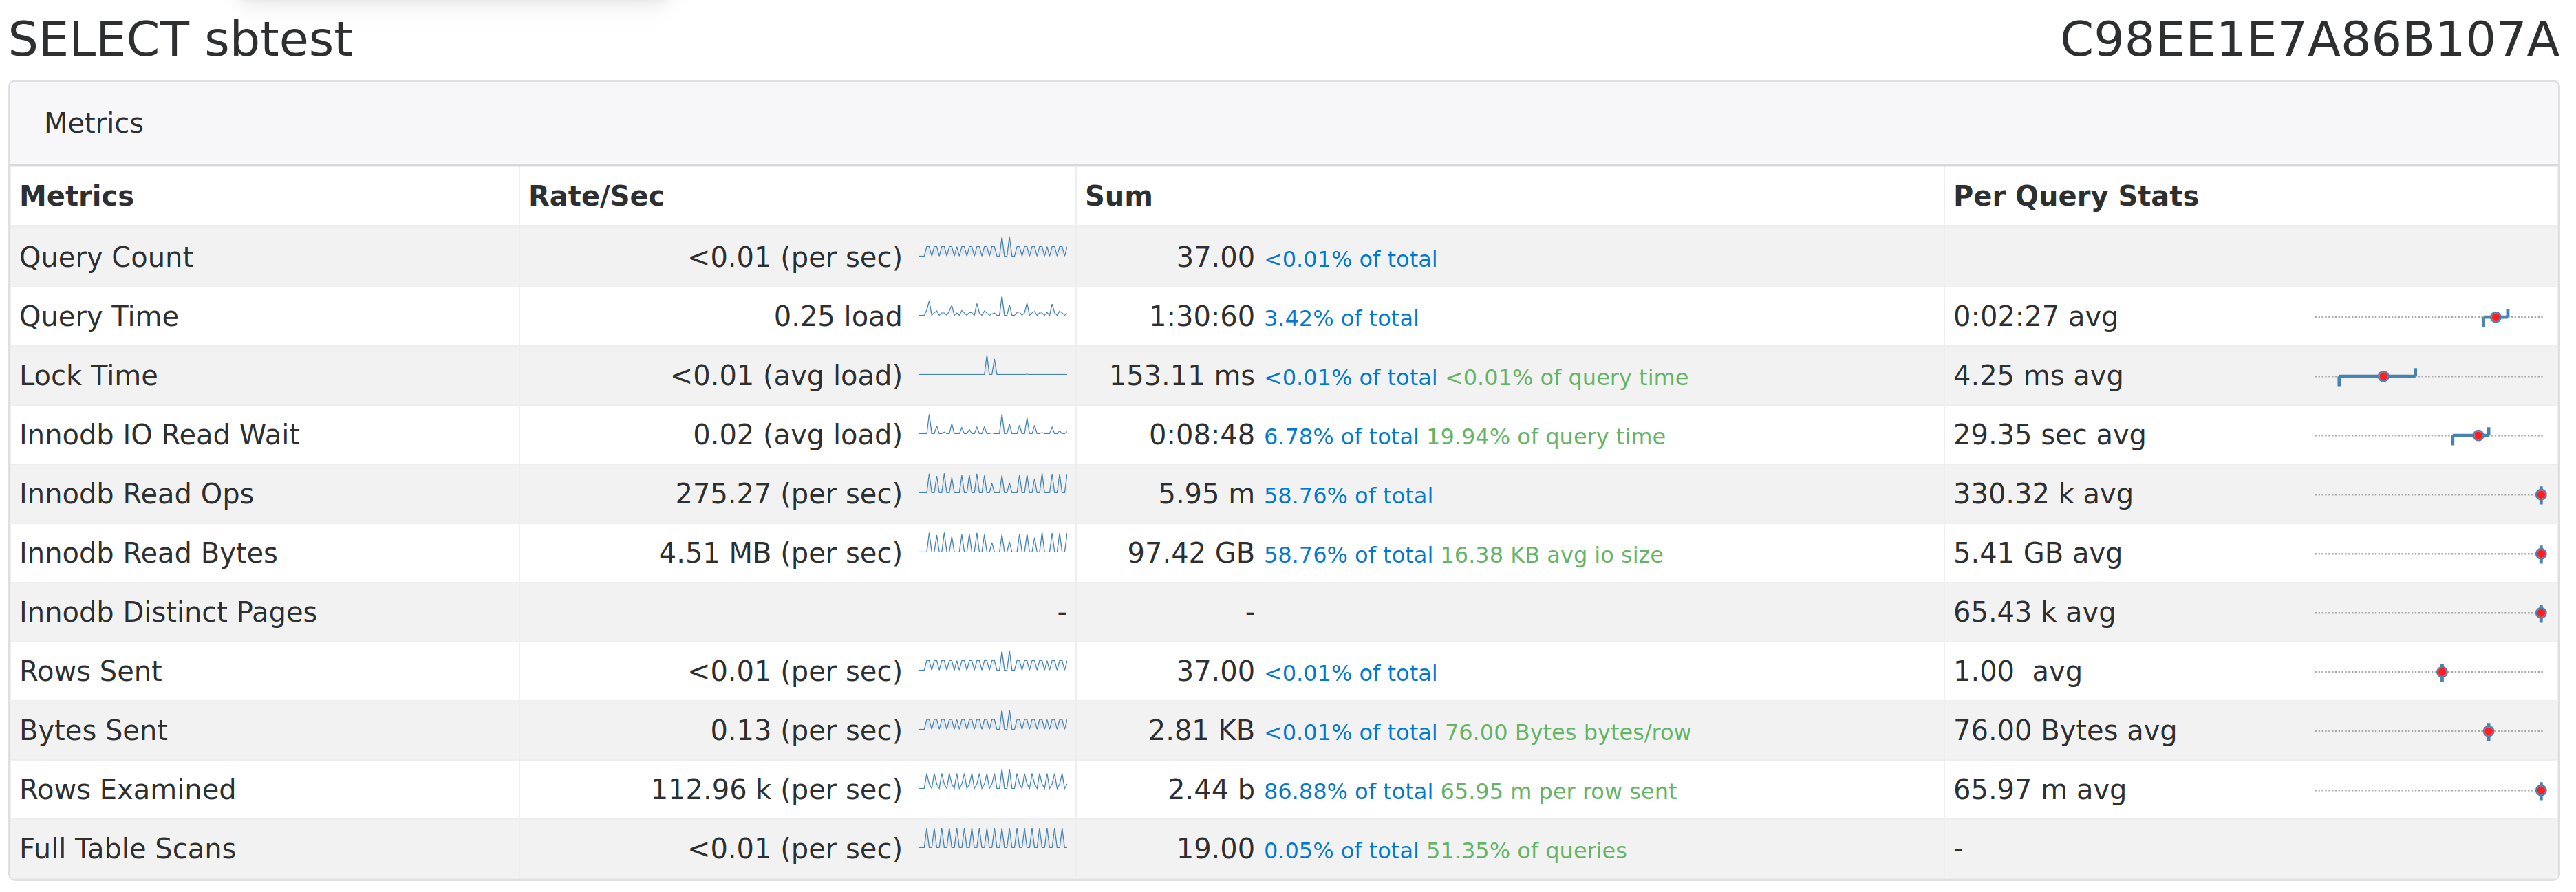 SELECT sbtest C98EE1E7A86B107A
Metrics
Metrics Rate/Sec Sum Per Query Stats
Query Count <0.01 (per sec) 37.00 <0.01% of total
Query Time 0.25 load 1:30:60 3.42% of total 0:02:27 avg
Lock Time <0.01 (avg load) 153.11 ms <0.01% of total <0.01% of query time 4.25 ms avg
Innodb IO Read Wait 0.02 (avg load) 0:08:48 6.78% of total 19.94% of query time 29.35 sec avg
Innodb Read Ops 275.27 (per sec) 5.95 m 58.76% of total 330.32 k avg
Innodb Read Bytes 4.51 MB (per sec) 97.42 GB 58.76% of total 16.38 KB avg io size 5.41 GB avg
Innodb Distinct Pages - - 65.43 k avg
Rows Sent <0.01 (per sec) 37.00 <0.01% of total 1.00 avg
Bytes Sent 0.13 (per sec) 2.81 KB <0.01% of total 76.00 Bytes bytes/row 76.00 Bytes avg
Rows Examined 112.96 k (per sec) 2.44 b 86.88% of total 65.95 m per row sent 65.97 m avg
Full Table Scans <0.01 (per sec) 19.00 0.05% of total 51.35% of queries -